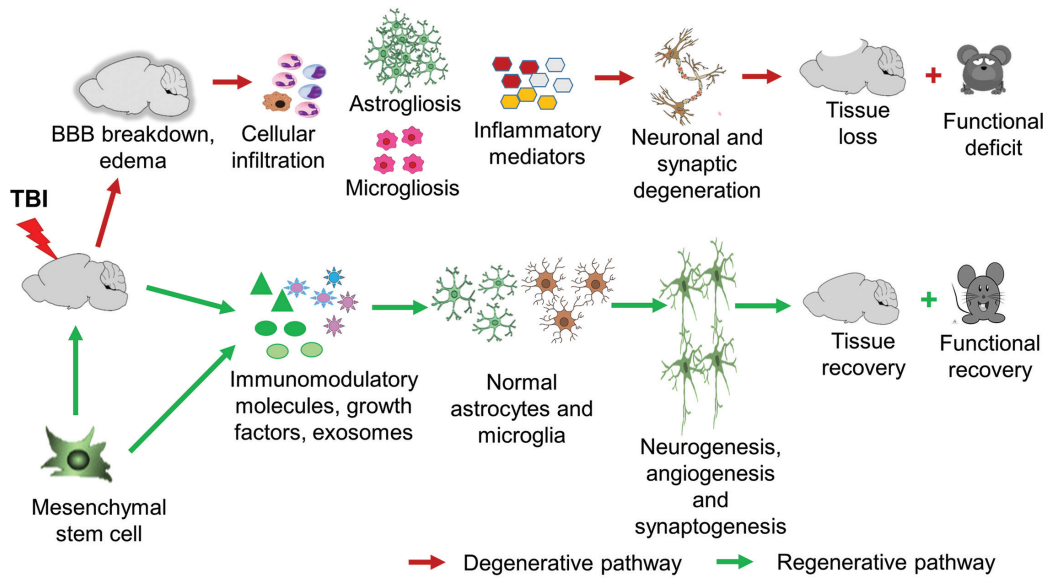 BBB breakdown,
edema
Cellular
infiltration
Astrogliosis
Microgliosis
Inflammatory
mediators
Neuronal and
synaptic
degeneration
Tissue
loss
+
Functional
deficit
TBI
Immunomodulatory
molecules, growth
factors, exosomes
Normal
astrocytes and
microglia
Neurogenesis,
angiogenesis
and
synaptogenesis
Tissue
recovery
+
Functional
recovery
Mesenchymal
stem cell
Degenerative pathway
Regenerative pathway